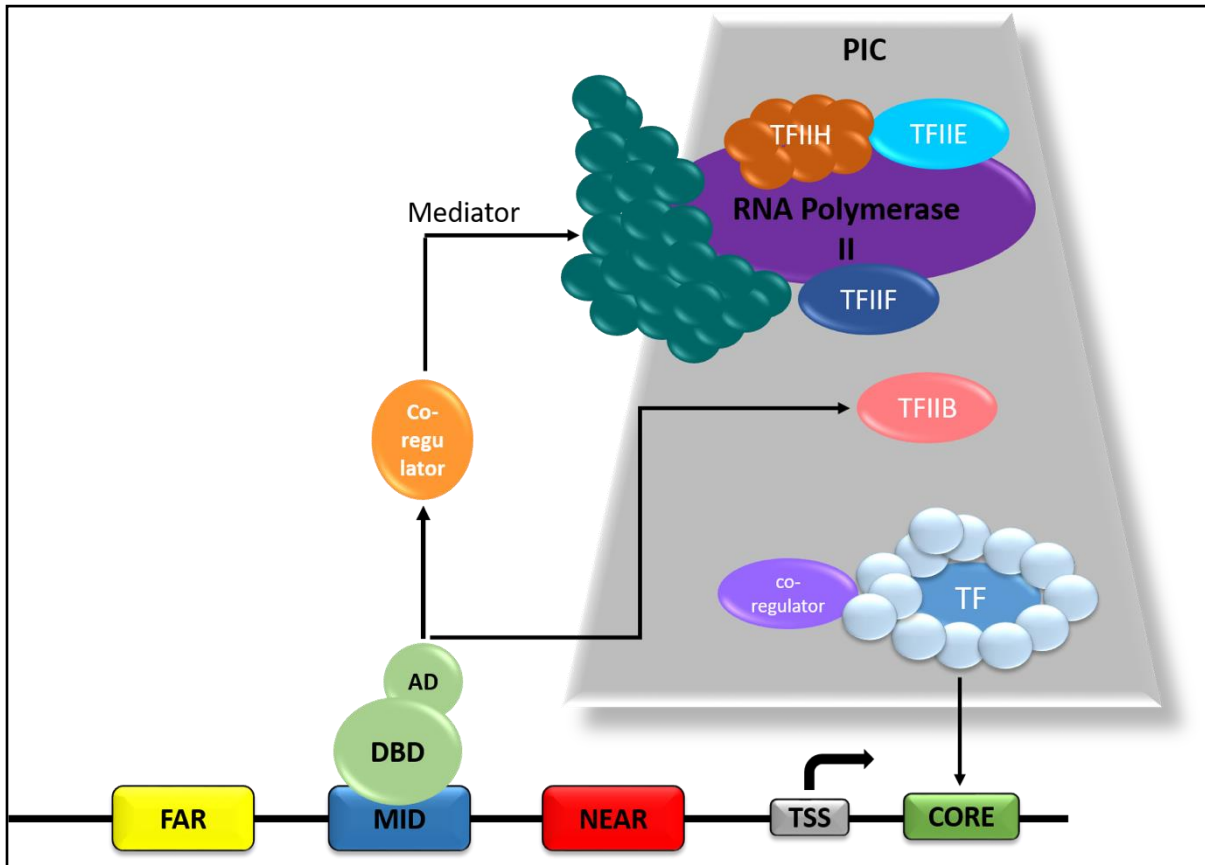 PIC
TFIIH
TFIIE
Mediator
RNA Polymerase
II
TFIIF
Co-
regu
lator
TFIIB
co-
regulator
TF
AD
DBD
FAR
MID
NEAR
TSS
CORE